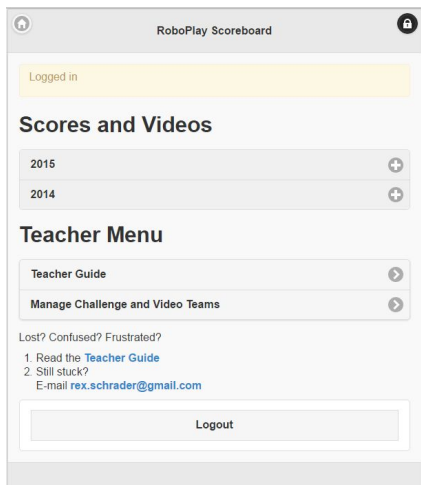 RoboPlay Scoreboard
Logged in
Scores and Videos
2015
2014
Teacher Menu
Teacher Guide
Manage Challenge and Video Teams
Lost? Confused? Frustrated?
1. Read the Teacher Guide
2. Still stuck?
E-mail rex.schrader@gmail.com
Logout